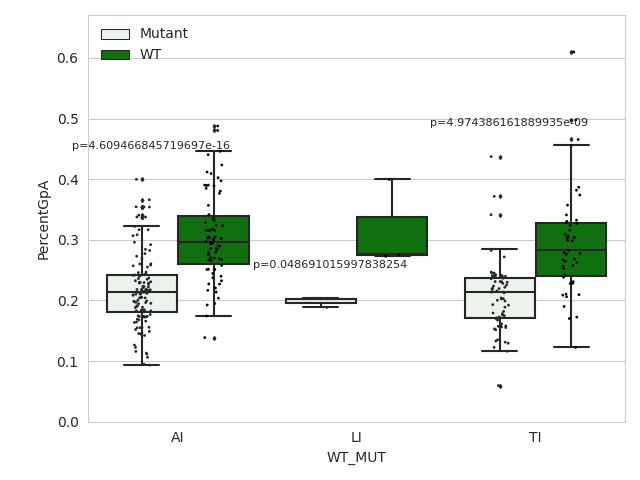 Mutant
WT
0.6
0.5
0.4
0.3
0.2
0.1
0.0
PercentGpA
p=4.609466845719697e-16
p=0.048691015997838254
p=4.974386161889935e-09
AI
LI
TI
WT_MUT